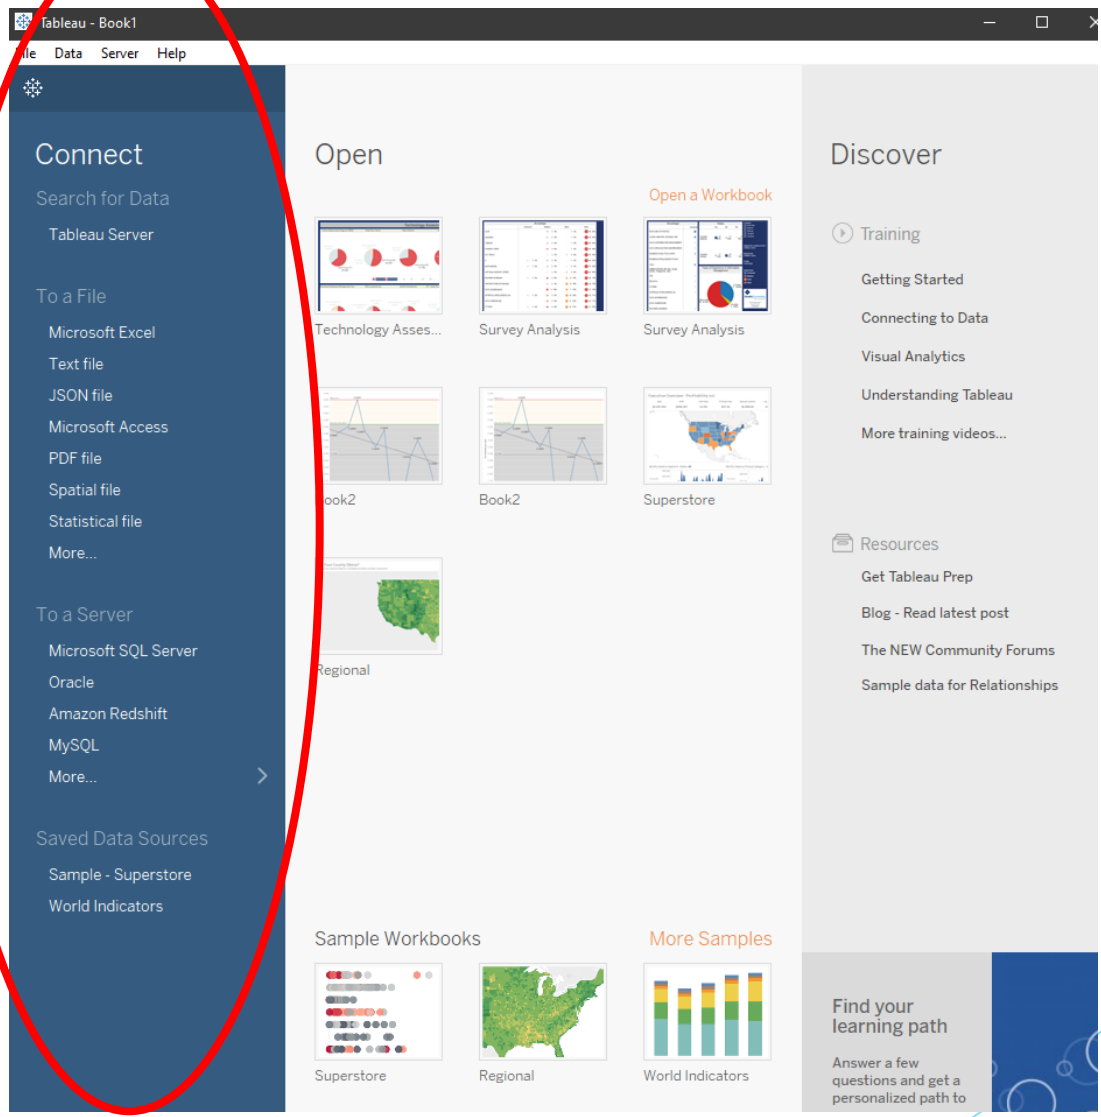 Tableau - Book1
File Data Server Help
Connect
Search for Data
Tableau Server
To a File
Microsoft Excel
Text file
JSON file
Microsoft Access
PDF file
Spatial file
Statistical file
More...
To a Server
Microsoft SQL Server
Oracle
Amazon Redshift
MySQL
More...
Saved Data Sources
Sample - Superstore
World Indicators
Open
Open a Workbook
Technology Asses...
Survey Analysis
Survey Analysis
Book2
Book2
Superstore
Regional
Sample Workbooks
More Samples
Superstore
Regional
World Indicators
Discover
Training
Getting Started
Connecting to Data
Visual Analytics
Understanding Tableau
More training videos...
Resources
Get Tableau Prep
Blog - Read latest post
The NEW Community Forums
Sample data for Relationships
Find your
learning path
Answer a few
questions and get a
personalized path to